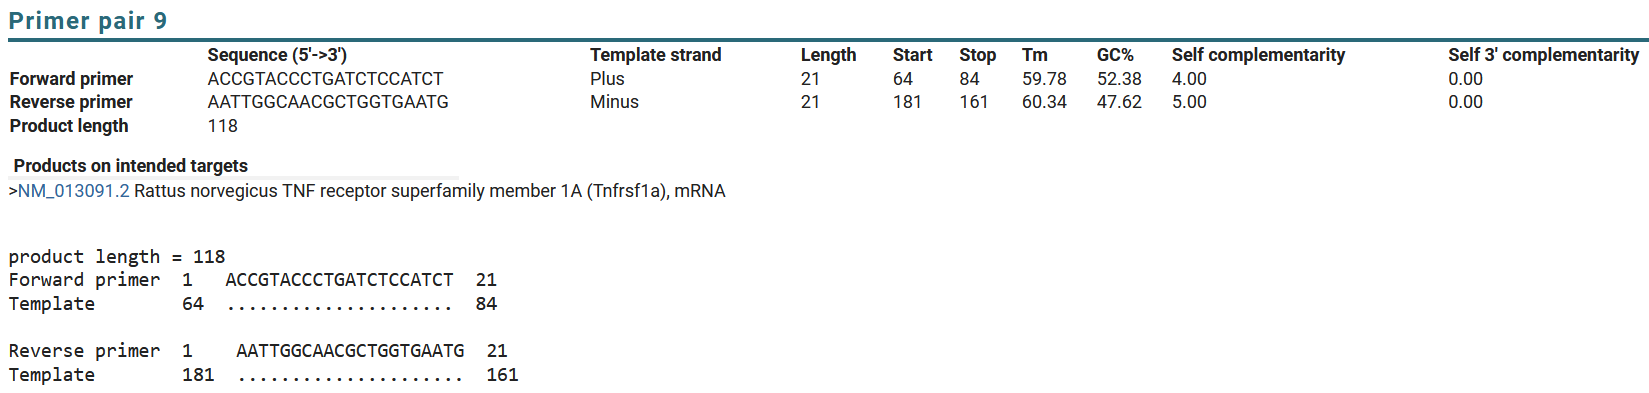 Primer pair 9
Sequence (5'->3') Template strand Length Start Stop Tm GC% Self complementarity Self 3' complementarity
Forward primer ACCGTACCCTGATCTCCATCT Plus 21 64 84 59.78 52.38 4.00 0.00
Reverse primer AATTGGCAACGCTGGTGAATG Minus 21 181 161 60.34 47.62 5.00 0.00
Product length 118
Products on intended targets
>NM_013091.2 Rattus norvegicus TNF receptor superfamily member 1A (Tnfrsf1a), mRNA
product length = 118
Forward primer 1 ACCGTACCCTGATCTCCATCT 21
Template 64 ..................... 84
Reverse primer 1 AATTGGCAACGCTGGTGAATG 21
Template 181 ..................... 161